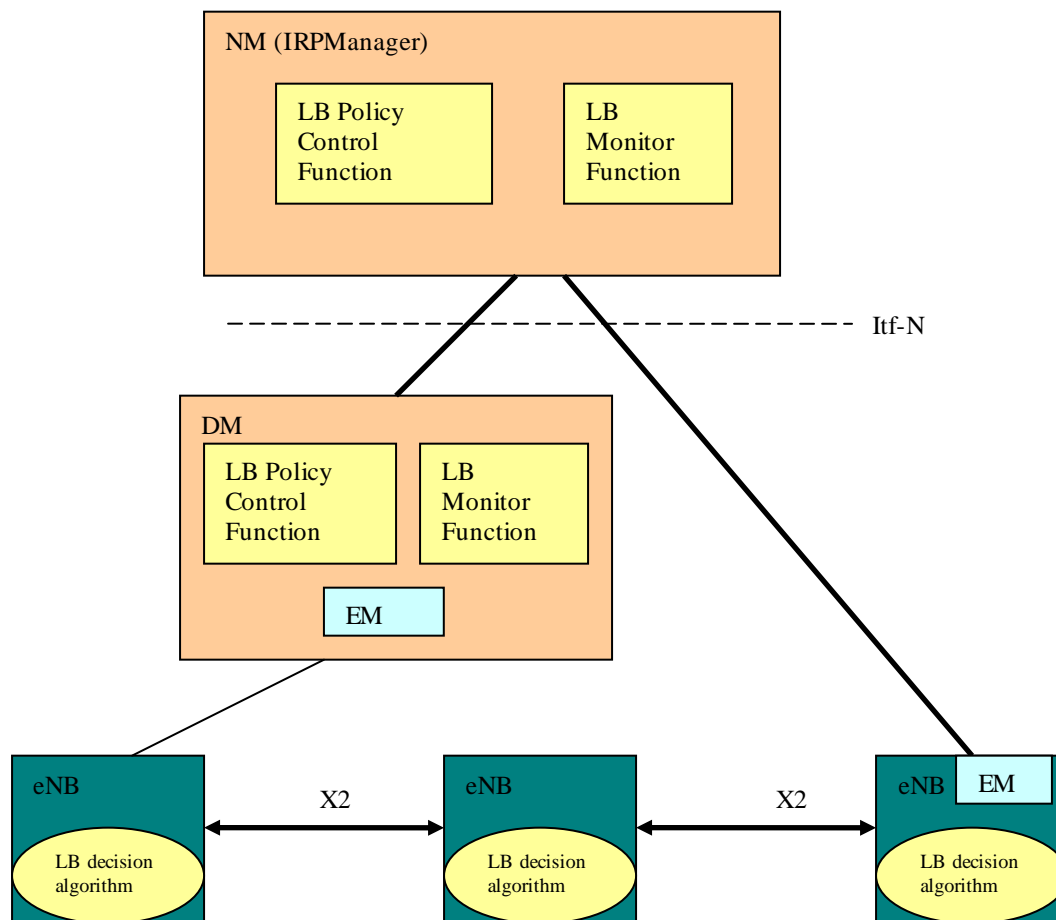 NM (IRPManager)
LB Policy
Control
Function
LB
Monitor
Function
Itf-N
DM
LB Policy
Control
Function
LB
Monitor
Function
EM
eNB
X2
eNB
X2
eNB
EM
LB decision
algorithm
LB decision
algorithm
LB decision
algorithm